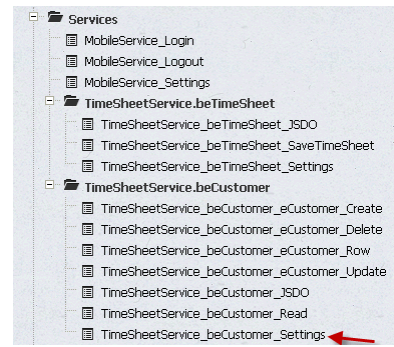 Services
MobileService_Login
MobileService_Logout
MobileService_Settings
TimeSheetService.beTimeSheet
TimeSheetService_beTimeSheet_JSDO
TimeSheetService_beTimeSheet_SaveTimeSheet
TimeSheetService_beTimeSheet_Settings
TimeSheetService.beCustomer
TimeSheetService_beCustomer_eCustomer_Create
TimeSheetService_beCustomer_eCustomer_Delete
TimeSheetService_beCustomer_eCustomer_Row
TimeSheetService_beCustomer_eCustomer_Update
TimeSheetService_beCustomer_JSDO
TimeSheetService_beCustomer_Read
TimeSheetService_beCustomer_Settings